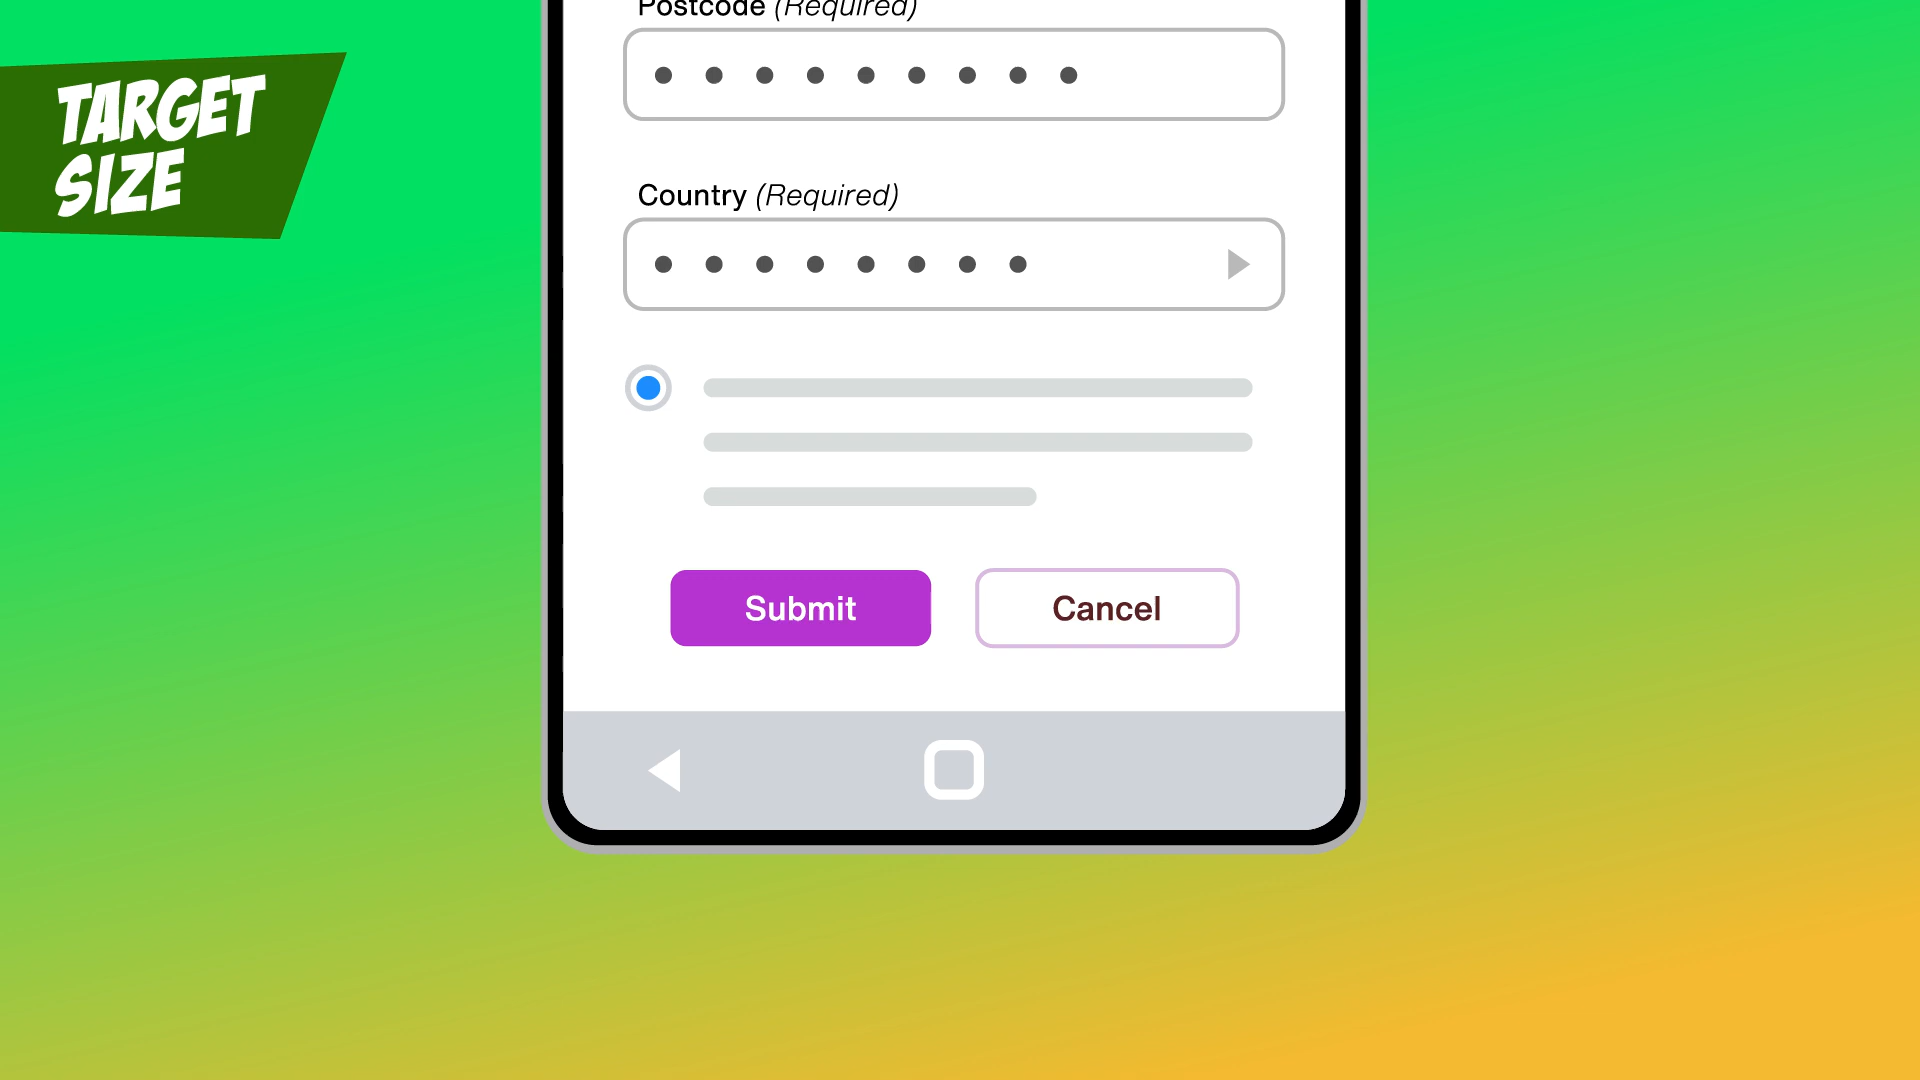 TARGET
SIZE
Postcode (Required)
Country (Required)
Submit
Cancel